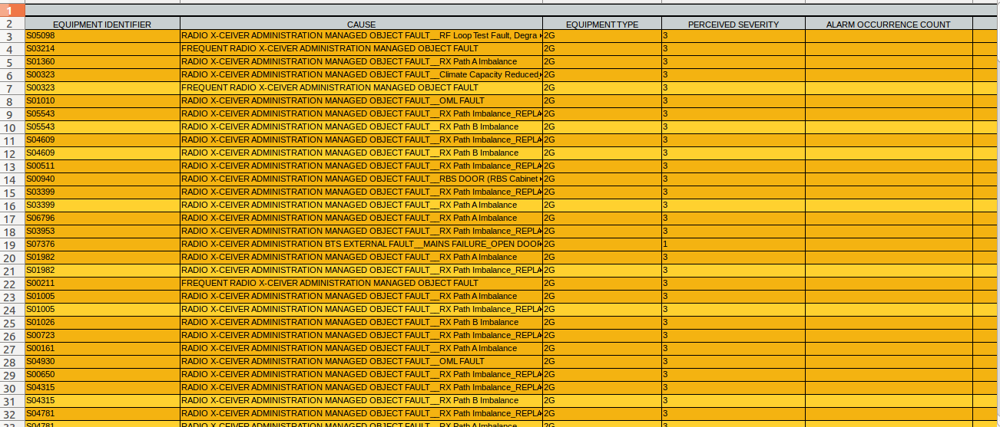 1
2 EQUIPMENT IDENTIFIER CAUSE EQUIPMENTTYPE PERCEIVED SEVERITY ALARM OCCURRENCE COUNT
3 S05098 RADIO X-CEIVER ADMINISTRATION MANAGED OBJECT FAULT__RF Loop Test Fault, Degra 2G 3
4 S03214 FREQUENT RADIO X-CEIVER ADMINISTRATION MANAGED OBJECT FAULT 2G 3
5 S01360 RADIO X-CEIVER ADMINISTRATION MANAGED OBJECT FAULT__RX Path A Imbalance 2G 3
6 S00323 RADIO X-CEIVER ADMINISTRATION MANAGED OBJECT FAULT__Climate Capacity Reduced 2G 3
7 S00323 FREQUENT RADIO X-CEIVER ADMINISTRATION MANAGED OBJECT FAULT 2G 3
8 S01010 RADIO X-CEIVER ADMINISTRATION MANAGED OBJECT FAULT__OML FAULT 2G 3
9 S05543 RADIO X-CEIVER ADMINISTRATION MANAGED OBJECT FAULT__RX Path Imbalance_REPLA 2G 3
10 S05543 RADIO X-CEIVER ADMINISTRATION MANAGED OBJECT FAULT__RX Path B Imbalance 2G 3
11 S04609 RADIO X-CEIVER ADMINISTRATION MANAGED OBJECT FAULT__RX Path Imbalance_REPLA 2G 3
12 S04609 RADIO X-CEIVER ADMINISTRATION MANAGED OBJECT FAULT__RX Path B Imbalance 2G 3
13 S00511 RADIO X-CEIVER ADMINISTRATION MANAGED OBJECT FAULT__RX Path Imbalance_REPLA 2G 3
14 S00940 RADIO X-CEIVER ADMINISTRATION MANAGED OBJECT FAULT__RBS DOOR (RBS Cabinet 2G 3
15 S03399 RADIO X-CEIVER ADMINISTRATION MANAGED OBJECT FAULT__RX Path Imbalance_REPLA 2G 3
16 S03399 RADIO X-CEIVER ADMINISTRATION MANAGED OBJECT FAULT__RX Path A Imbalance 2G 3
17 S06796 RADIO X-CEIVER ADMINISTRATION MANAGED OBJECT FAULT__RX Path A Imbalance 2G 3
18 S03953 RADIO X-CEIVER ADMINISTRATION MANAGED OBJECT FAULT__RX Path Imbalance_REPLA 2G 3
19 S07376 RADIO X-CEIVER ADMINISTRATION BTS EXTERNAL FAULT__MAINS FAILURE_OPEN DOOR 2G 1
20 S01982 RADIO X-CEIVER ADMINISTRATION MANAGED OBJECT FAULT__RX Path A Imbalance 2G 3
21 S01982 RADIO X-CEIVER ADMINISTRATION MANAGED OBJECT FAULT__RX Path Imbalance_REPLA 2G 3
22 S00211 FREQUENT RADIO X-CEIVER ADMINISTRATION MANAGED OBJECT FAULT 2G 3
23 S01005 RADIO X-CEIVER ADMINISTRATION MANAGED OBJECT FAULT__RX Path A Imbalance 2G 3
24 S01005 RADIO X-CEIVER ADMINISTRATION MANAGED OBJECT FAULT__RX Path Imbalance_REPLA 2G 3
25 S01026 RADIO X-CEIVER ADMINISTRATION MANAGED OBJECT FAULT__RX Path B Imbalance 2G 3
26 S00723 RADIO X-CEIVER ADMINISTRATION MANAGED OBJECT FAULT__RX Path Imbalance_REPLA 2G 3
27 S00161 RADIO X-CEIVER ADMINISTRATION MANAGED OBJECT FAULT__RX Path A Imbalance 2G 3
28 S04930 RADIO X-CEIVER ADMINISTRATION MANAGED OBJECT FAULT__OML FAULT 2G 3
29 S00650 RADIO X-CEIVER ADMINISTRATION MANAGED OBJECT FAULT__RX Path Imbalance_REPLA 2G 3
30 S04315 RADIO X-CEIVER ADMINISTRATION MANAGED OBJECT FAULT__RX Path Imbalance_REPLA 2G 3
31 S04315 RADIO X-CEIVER ADMINISTRATION MANAGED OBJECT FAULT__RX Path B Imbalance 2G 3
32 S04781 RADIO X-CEIVER ADMINISTRATION MANAGED OBJECT FAULT__RX Path Imbalance_REPLA 2G 3
33 S04781 RADIO X-CEIVER ADMINISTRATION MANAGED OBJECT FAULT__RX Path A Imbalance 2G 3